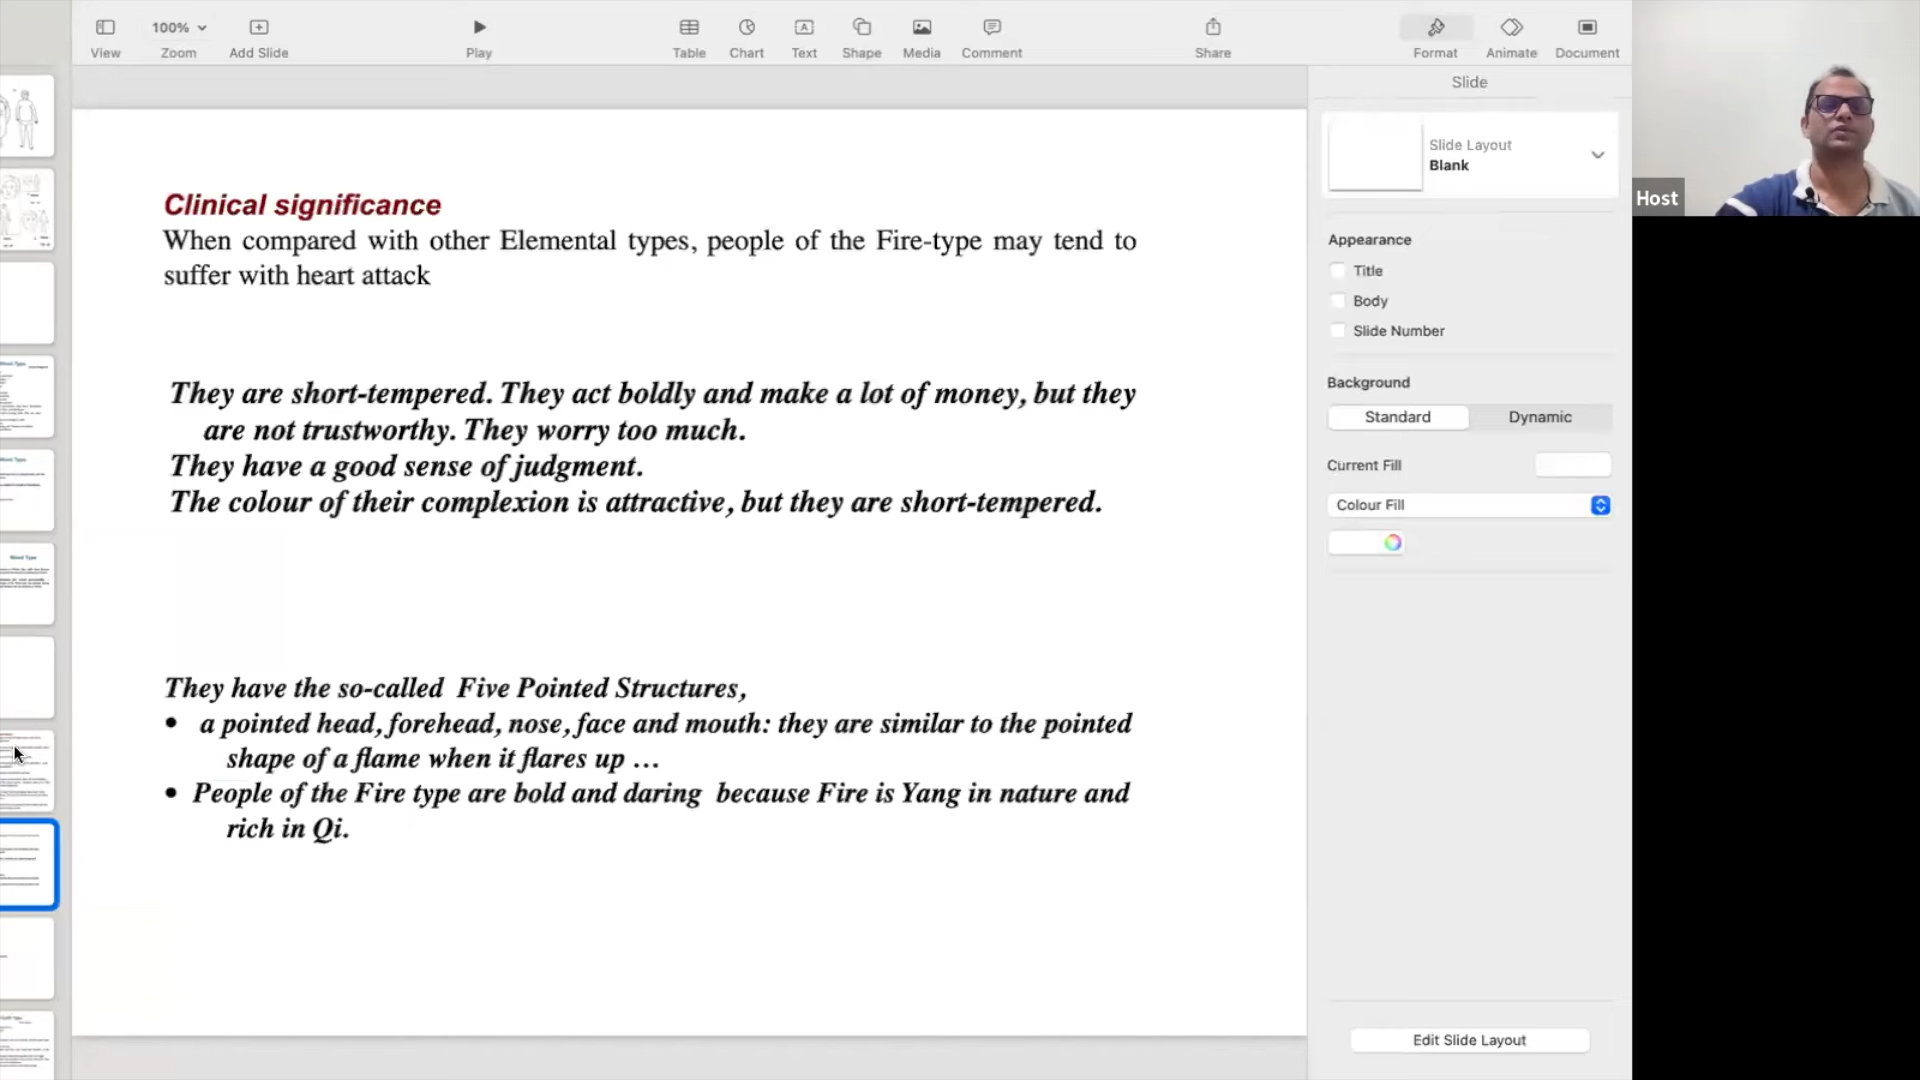 View
100%
Zoom
Add Slide
Play
Table
Chart
Text
Shape
Media
Comment
Share
Format
Animate
Document
Slide
Slide Layout
Blank
Host
Clinical significance
When compared with other Elemental types, people of the Fire-type may tend to
suffer with heart attack
They are short-tempered. They act boldly and make a lot of money, but they
are not trustworthy. They worry too much.
They have a good sense of judgment.
The colour of their complexion is attractive, but they are short-tempered.
They have the so-called Five Pointed Structures,
• a pointed head, forehead, nose, face and mouth: they are similar to the pointed
shape of a flame when it flares up ...
• People of the Fire type are bold and daring because Fire is Yang in nature and
rich in Qi.
Appearance
Title
Body
Slide Number
Background
Standard
Dynamic
Current Fill
Colour Fill
Edit Slide Layout
Wood Type
Wood Type
Wood Type